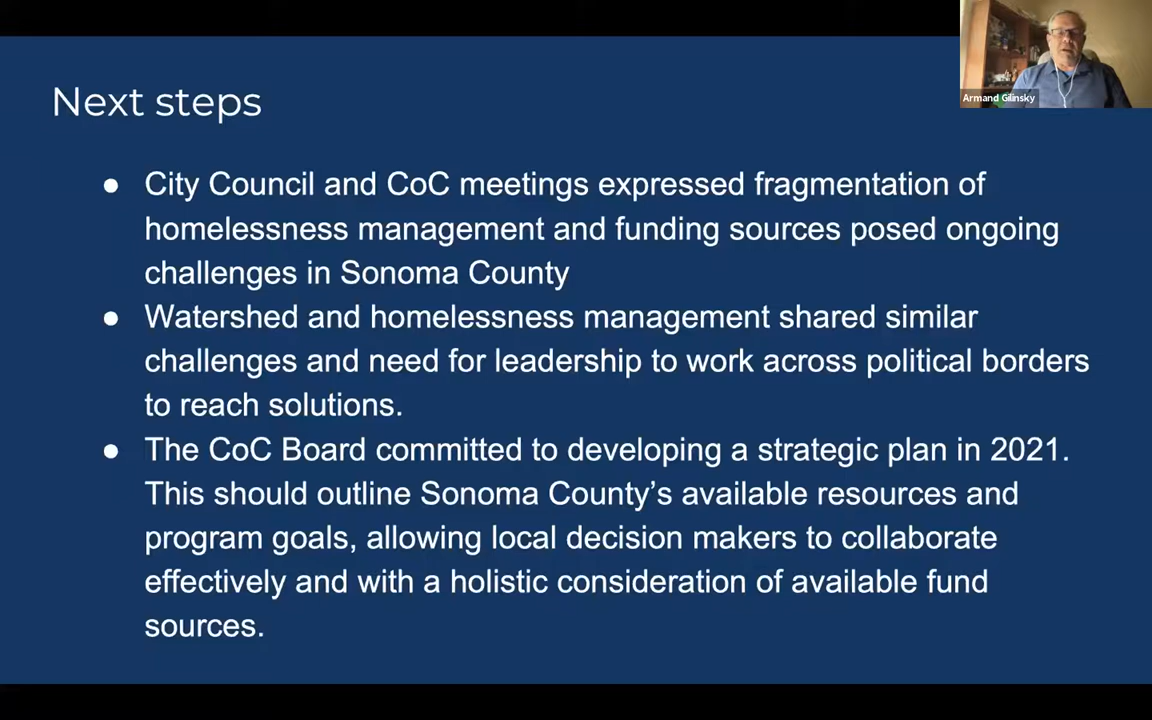 Armand Gilinsky
Next steps
● City Council and CoC meetings expressed fragmentation of
homelessness management and funding sources posed ongoing
challenges in Sonoma County
● Watershed and homelessness management shared similar
challenges and need for leadership to work across political borders
to reach solutions.
● The CoC Board committed to developing a strategic plan in 2021.
This should outline Sonoma County’s available resources and
program goals, allowing local decision makers to collaborate
effectively and with a holistic consideration of available fund
sources.